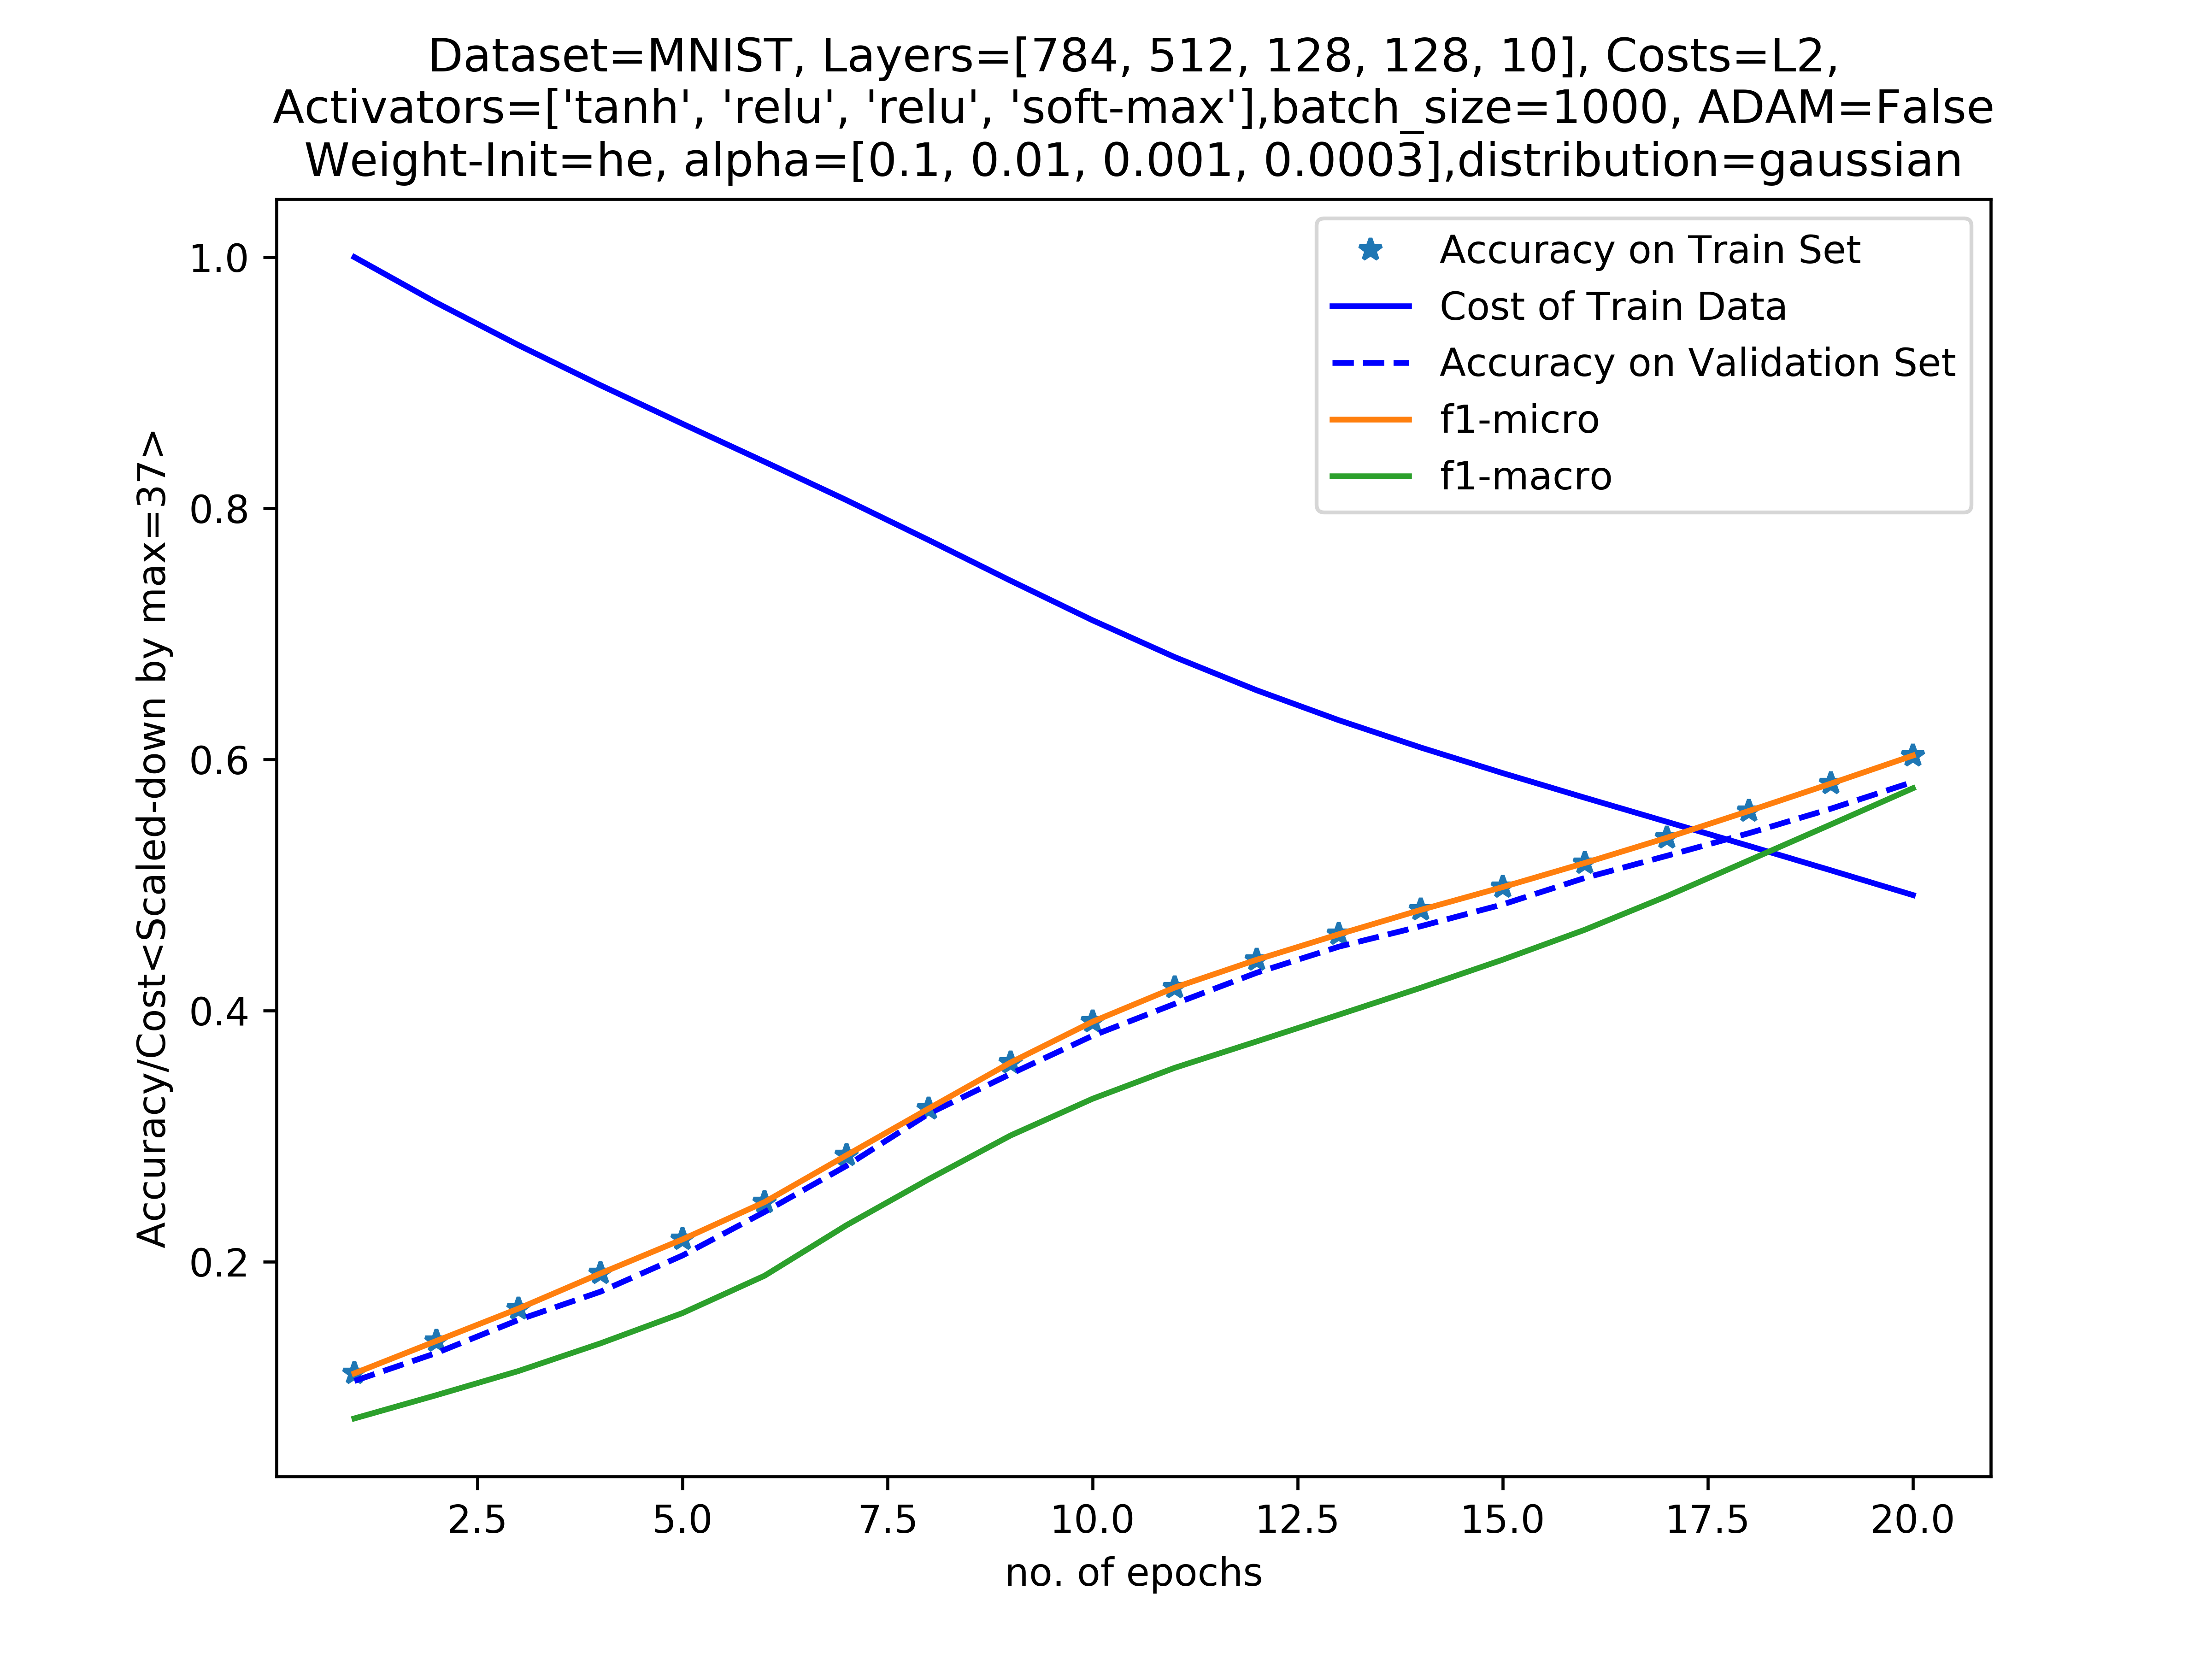 Dataset=MNIST, Layers=[784, 512, 128, 128, 10], Costs=L2,
Activators=['tanh', 'relu', 'relu', 'soft-max'],batch_size=1000, ADAM=False
Weight-Init=he, alpha=[0.1, 0.01, 0.001, 0.0003],distribution=gaussian
Accuracy on Train Set
Cost of Train Data
Accuracy on Validation Set
f1-micro
f1-macro
Accuracy/Cost<Scaled-down by max=37>
1.0
0.8
0.6
0.4
0.2
2.5 5.0 7.5 10.0 12.5 15.0 17.5 20.0
no. of epochs